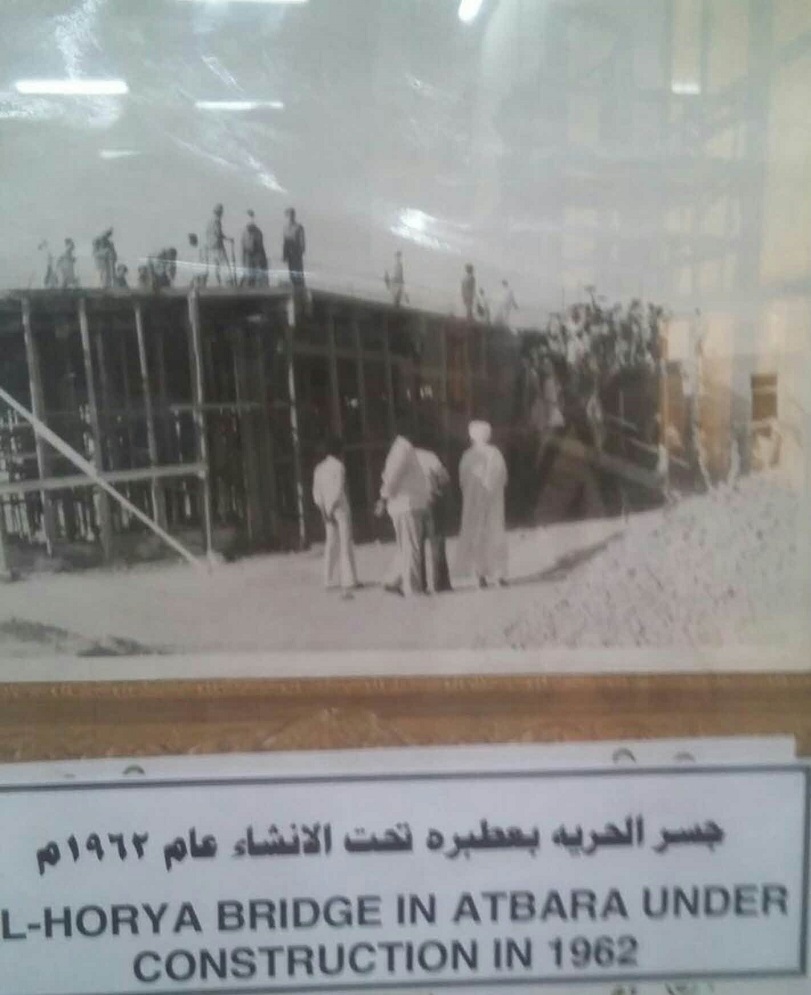 جسر الحريه بعطبره تحت الانشاء عام ١٩٦٢م
L-HORYA BRIDGE IN ATBARA UNDER
CONSTRUCTION IN 1962